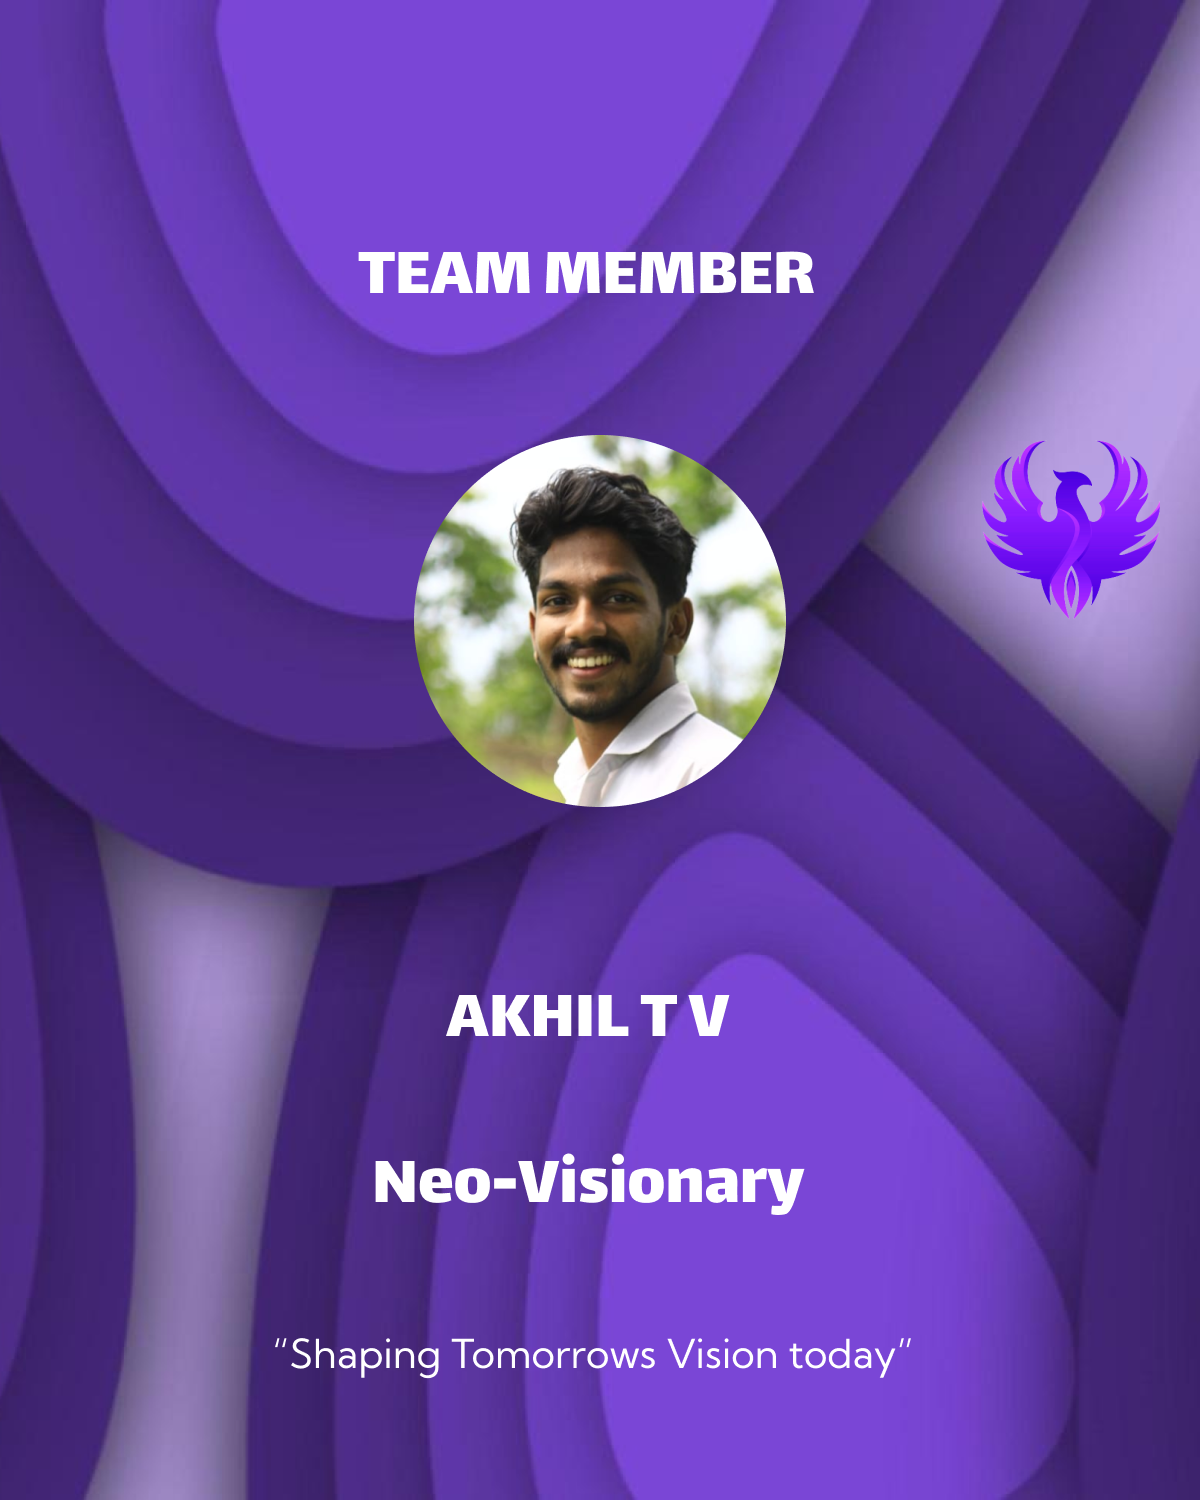 TEAM MEMBER
AKHIL T V
Neo-Visionary
“Shaping Tomorrows Vision today”